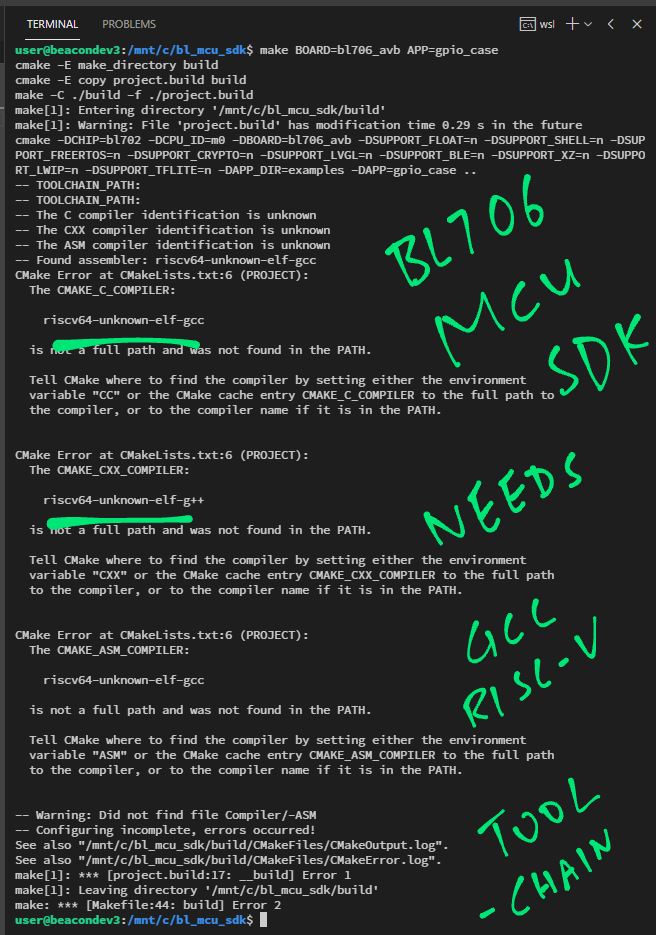 TERMINAL PROBLEMS wsl
user@beacondev3:/mnt/c/bl_mcu_sdk$ make BOARD=bl706_avb APP=gpio_case
cmake -E make_directory build
cmake -E copy project.build build
make -C ./build -f ./project.build
make[1]: Entering directory '/mnt/c/bl_mcu_sdk/build'
make[1]: Warning: File 'project.build' has modification time 0.29 s in the future
cmake -DCHIP=bl702 -DCPU_ID=m0 -DBOARD=bl706_avb -DSUPPORT_FLOAT=n -DSUPPORT_SHELL=n -DSUP
PORT_FREERTOS=n -DSUPPORT_CRYPTO=n -DSUPPORT_LVGL=n -DSUPPORT_BLE=n -DSUPPORT_XZ=n -DSUPPO
RT_LWIP=n -DSUPPORT_TFLITE=n -DAPP_DIR=examples -DAPP=gpio_case ..
-- TOOLCHAIN_PATH:
-- TOOLCHAIN_PATH:
-- The C compiler identification is unknown
-- The CXX compiler identification is unknown
-- The ASM compiler identification is unknown
-- Found assembler: riscv64-unknown-elf-gcc
CMake Error at CMakeLists.txt:6 (PROJECT):
The CMAKE_C_COMPILER:
riscv64-unknown-elf-gcc
is not a full path and was not found in the PATH.
Tell CMake where to find the compiler by setting either the environment
variable "CC" or the CMake cache entry CMAKE_C_COMPILER to the full path to
the compiler, or to the compiler name if it is in the PATH.
CMake Error at CMakeLists.txt:6 (PROJECT):
The CMAKE_CXX_COMPILER:
riscv64-unknown-elf-g++
is not a full path and was not found in the PATH.
Tell CMake where to find the compiler by setting either the environment
variable "CXX" or the CMake cache entry CMAKE_CXX_COMPILER to the full path
to the compiler, or to the compiler name if it is in the PATH.
CMake Error at CMakeLists.txt:6 (PROJECT):
The CMAKE_ASM_COMPILER:
riscv64-unknown-elf-gcc
is not a full path and was not found in the PATH.
Tell CMake where to find the compiler by setting either the environment
variable "ASM" or the CMake cache entry CMAKE_ASM_COMPILER to the full path
to the compiler, or to the compiler name if it is in the PATH.
-- Warning: Did not find file Compiler/-ASM
-- Configuring incomplete, errors occurred!
See also "/mnt/c/bl_mcu_sdk/build/CMakeFiles/CMakeOutput.log".
See also "/mnt/c/bl_mcu_sdk/build/CMakeFiles/CMakeError.log".
make[1]: *** [project.build:17: __build] Error 1
make[1]: Leaving directory '/mnt/c/bl_mcu_sdk/build'
make: *** [Makefile:44: build] Error 2
user@beacondev3:/mnt/c/bl_mcu_sdk$
BL706
MCU
SDK
NEEDS
GCC
RISC-V
TOOL
-CHAIN